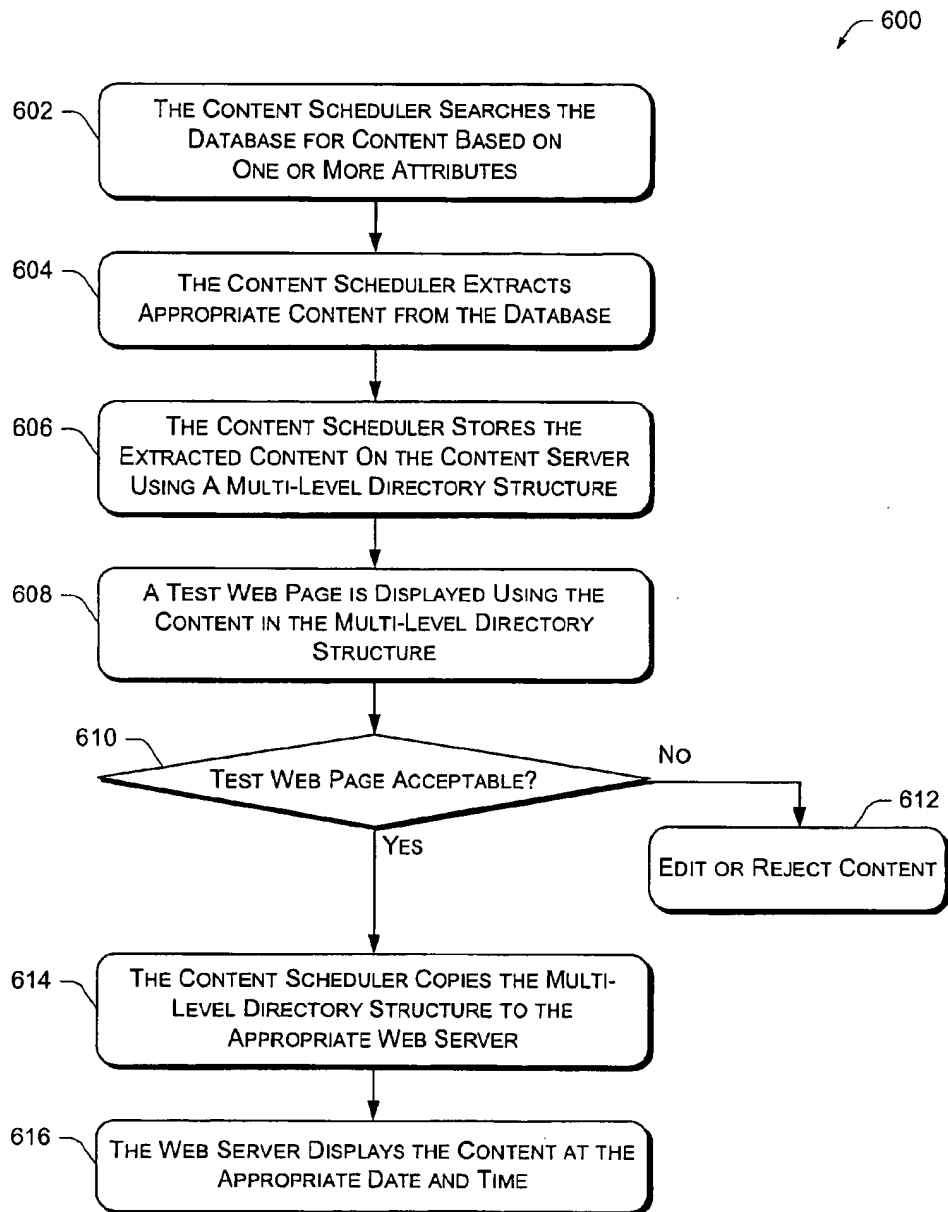 600
602
THE CONTENT SCHEDULER SEARCHES THE
DATABASE FOR CONTENT BASED ON
ONE OR MORE ATTRIBUTES
604
THE CONTENT SCHEDULER EXTRACTS
APPROPRIATE CONTENT FROM THE DATABASE
606
THE CONTENT SCHEDULER STORES THE
EXTRACTED CONTENT ON THE CONTENT SERVER
USING A MULTI-LEVEL DIRECTORY STRUCTURE
608
A TEST WEB PAGE IS DISPLAYED USING THE
CONTENT IN THE MULTI-LEVEL DIRECTORY
STRUCTURE
610
TEST WEB PAGE ACCEPTABLE?
NO
612
EDIT OR REJECT CONTENT
YES
614
THE CONTENT SCHEDULER COPIES THE MULTI-
LEVEL DIRECTORY STRUCTURE TO THE
APPROPRIATE WEB SERVER
616
THE WEB SERVER DISPLAYS THE CONTENT AT THE
APPROPRIATE DATE AND TIME